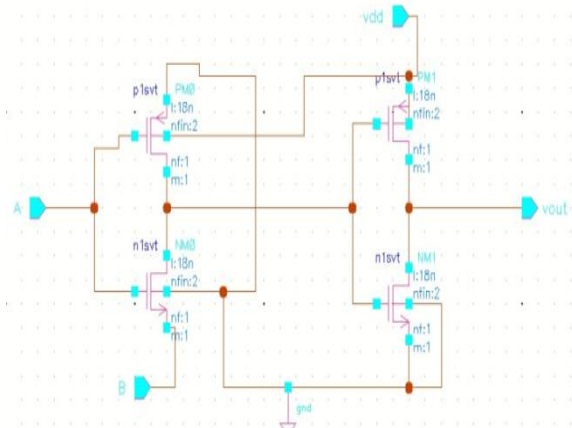 vdd
p1svt
PM0
l:18n
nfin:2
nf:1
m:1
p1svt
PM1
l:18n
nfin:2
nf:1
m:1
A
vout
n1svt
NM0
l:18n
nfin:2
nf:1
m:1
n1svt
NM1
l:18n
nfin:2
nf:1
m:1
B
gnd